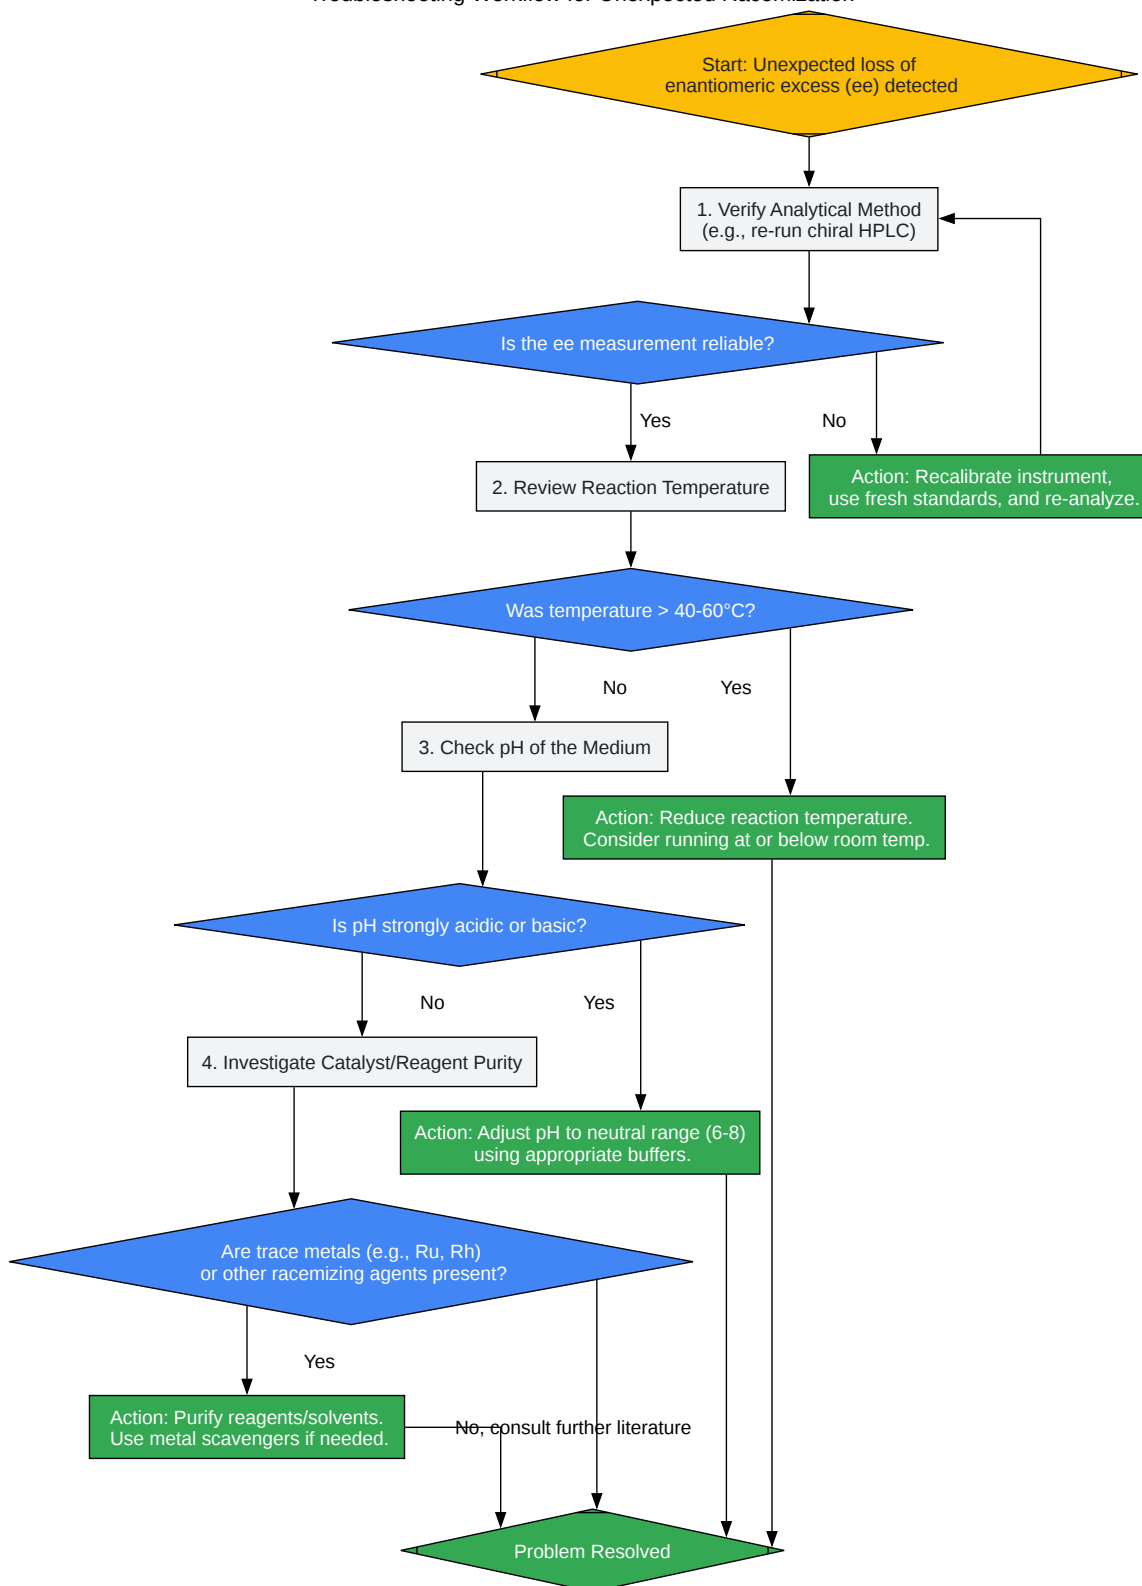 Troubleshooting Workflow for Unexpected Racemization
Start: Unexpected loss of
enantiomeric excess (ee) detected
1. Verify Analytical Method
(e.g., re-run chiral HPLC)
Is the ee measurement reliable?
Yes
No
2. Review Reaction Temperature
Action: Recalibrate instrument,
use fresh standards, and re-analyze.
Was temperature > 40-60°C?
No
Yes
3. Check pH of the Medium
Action: Reduce reaction temperature.
Consider running at or below room temp.
Is pH strongly acidic or basic?
No
Yes
4. Investigate Catalyst/Reagent Purity
Action: Adjust pH to neutral range (6-8)
using appropriate buffers.
Are trace metals (e.g., Ru, Rh)
or other racemizing agents present?
Yes
Action: Purify reagents/solvents.
Use metal scavengers if needed.
No, consult further literature
Problem Resolved